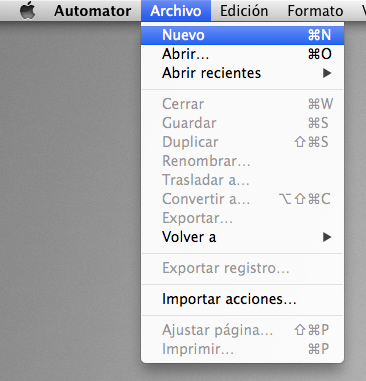 Automator Archivo Edición Formato
Nuevo ⌘N
Abrir... ⌘O
Abrir recientes ▶
Cerrar ⌘W
Guardar ⌘S
Duplicar ⇧⌘S
Renombrar...
Trasladar a...
Convertir a... ⌥⇧⌘C
Exportar...
Volver a ▶
Exportar registro...
Importar acciones...
Ajustar página... ⇧⌘P
Imprimir... ⌘P